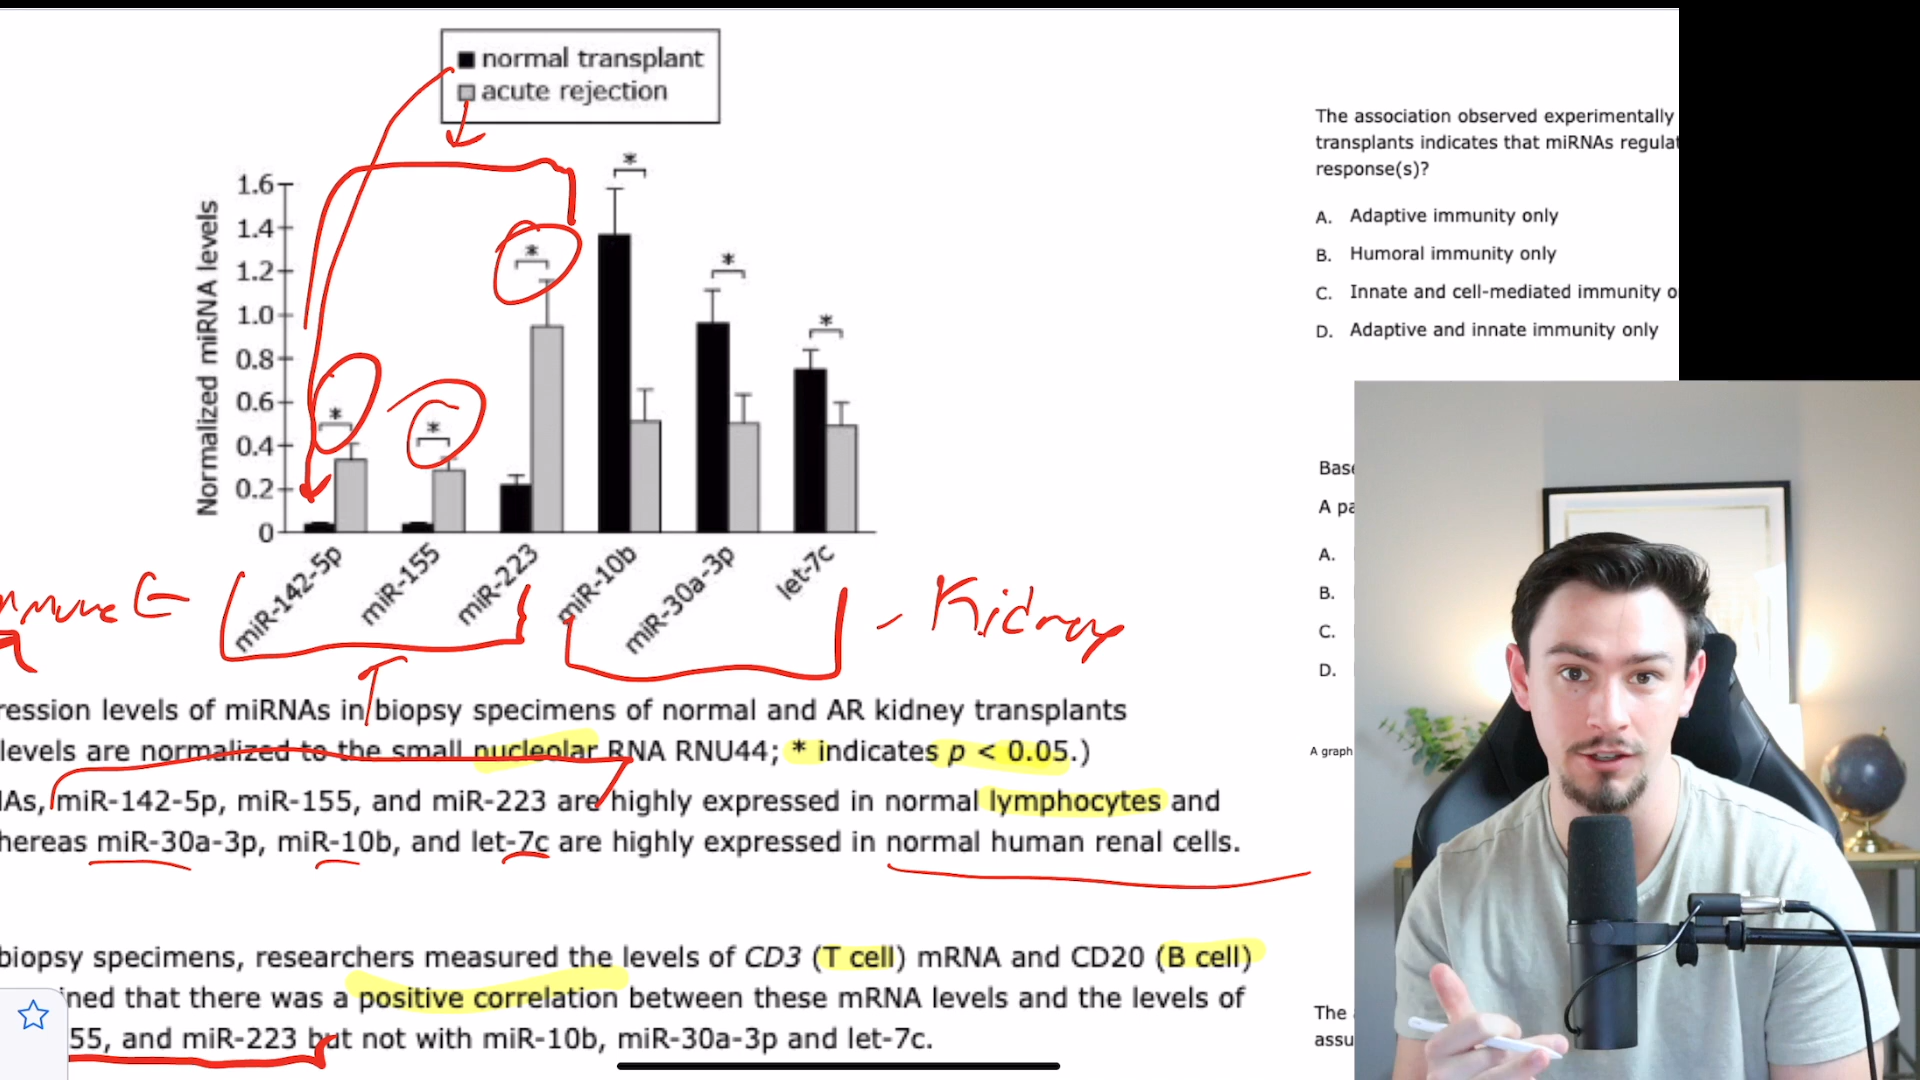 normal transplant
acute rejection
Normalized miRNA levels
1.6
1.4
1.2
1.0
0.8
0.6
0.4
0.2
0
*
*
*
*
*
*
miR-142-5p
miR-155
miR-223
miR-10b
miR-30a-3p
let-7c
Kidney
ression levels of miRNAs in biopsy specimens of normal and AR kidney transplants
levels are normalized to the small nucleolar RNA RNU44; * indicates p < 0.05.)
As, miR-142-5p, miR-155, and miR-223 are highly expressed in normal lymphocytes and
hereas miR-30a-3p, miR-10b, and let-7c are highly expressed in normal human renal cells.
biopsy specimens, researchers measured the levels of CD3 (T cell) mRNA and CD20 (B cell)
ined that there was a positive correlation between these mRNA levels and the levels of
55, and miR-223 but not with miR-10b, miR-30a-3p and let-7c.
The association observed experimentally
transplants indicates that miRNAs regulat
response(s)?
A. Adaptive immunity only
B. Humoral immunity only
C. Innate and cell-mediated immunity o
D. Adaptive and innate immunity only
Base
A pa
A.
B.
C.
D.
A graph
The
assu